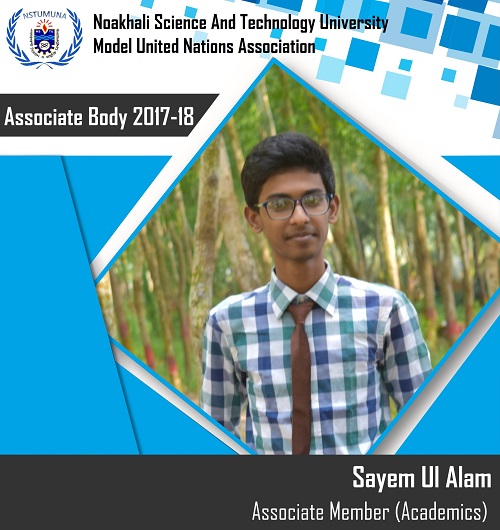 NSTUMUNA
Noakhali Science And Technology University
Model United Nations Association
Associate Body 2017-18
Sayem Ul Alam
Associate Member (Academics)